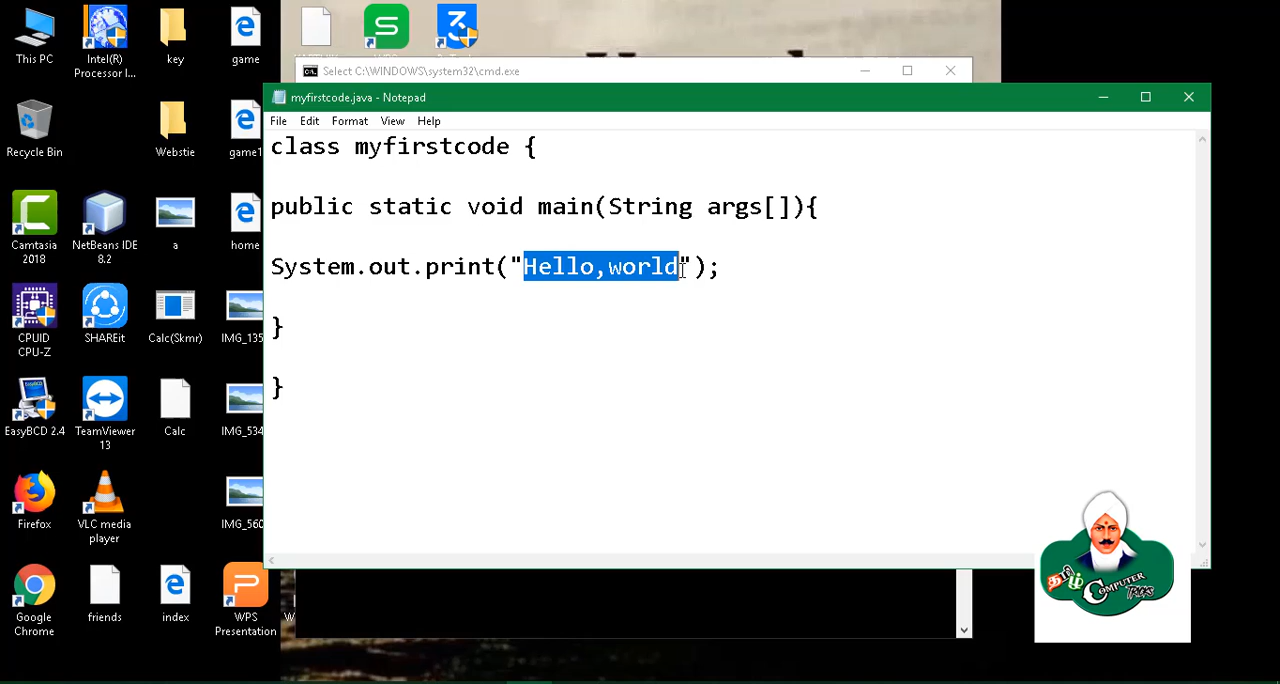 This PC
Intel(R)
Processor I...
key
game
Recycle Bin
Webstie
game1
Camtasia
2018
NetBeans IDE
8.2
a
home
CPUID
CPU-Z
SHAREit
Calc(Skmr)
IMG_135
EasyBCD 2.4
TeamViewer
13
Calc
IMG_534
Firefox
VLC media
player
IMG_560
Google
Chrome
friends
index
WPS
Presentation
Select C:\WINDOWS\system32\cmd.exe
myfirstcode.java - Notepad
File Edit Format View Help
class myfirstcode {
public static void main(String args[]){
System.out.print("Hello,world");
}
}
தமிழ்
COMPUTER
TRICKS